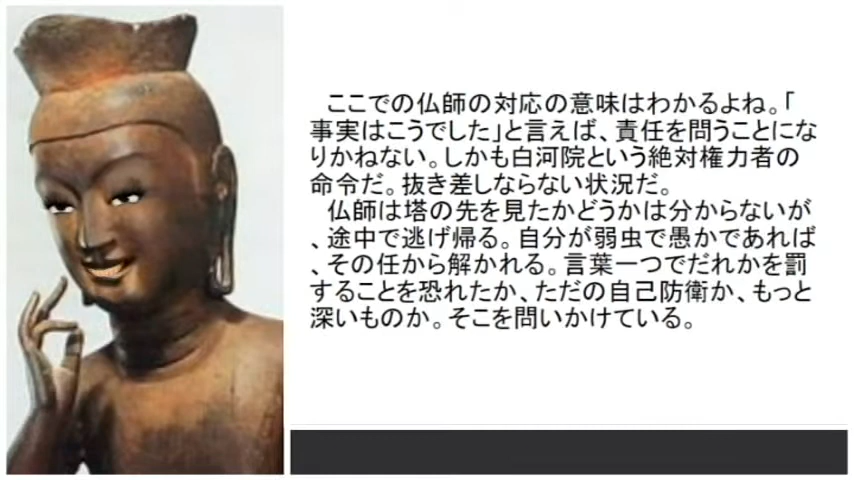 ここでの仏師の対応の意味はわかるよね。「
事実はこうでした」と言えば、責任を問うことにな
りかねない。しかも白河院という絶対権力者の
命令だ。抜き差しならない状況だ。
仏師は塔の先を見たかどうかは分からないが
、途中で逃げ帰る。自分が弱虫で愚かであれば
、その任から解かれる。言葉一つでだれかを罰
することを恐れたか、ただの自己防衛か、もっと
深いものか。そこを問いかけている。